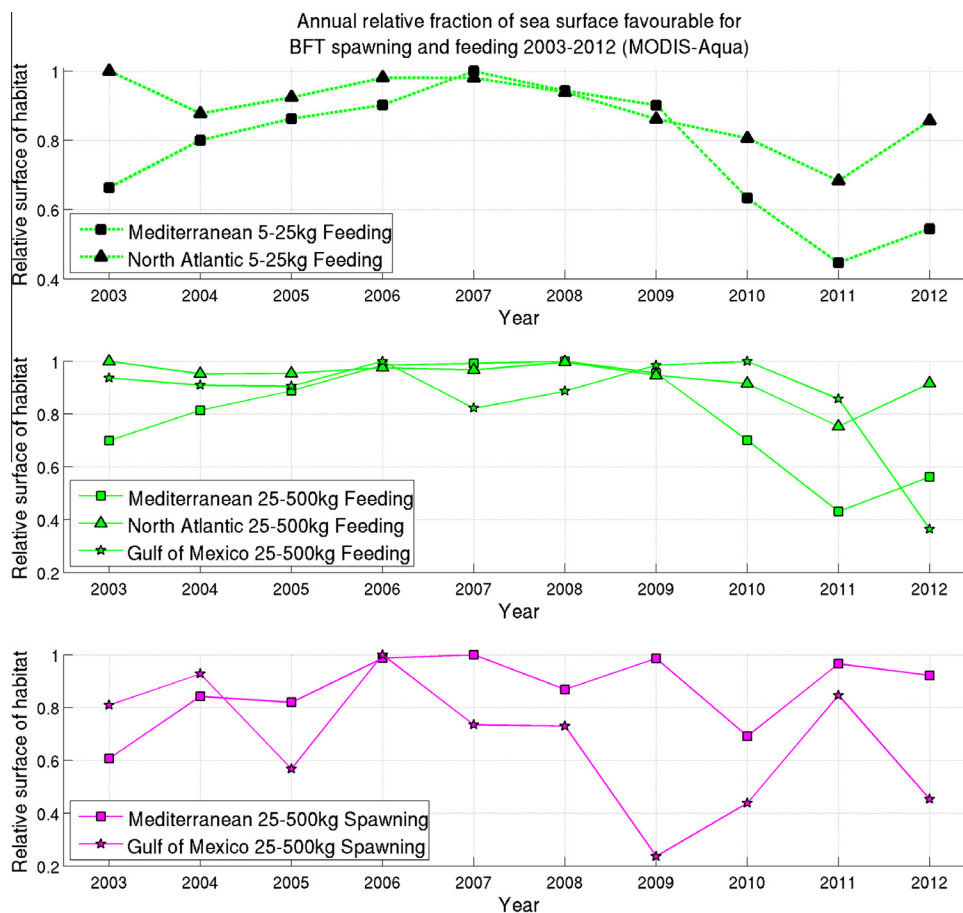 Annual relative fraction of sea surface favourable for
BFT spawning and feeding 2003-2012 (MODIS-Aqua)
Relative surface of habitat
1
0.8
0.6
0.4
Mediterranean 5-25kg Feeding
North Atlantic 5-25kg Feeding
2003 2004 2005 2006 2007 2008 2009 2010 2011 2012
Year
Relative surface of habitat
1
0.8
0.6
0.4
0.2
Mediterranean 25-500kg Feeding
North Atlantic 25-500kg Feeding
Gulf of Mexico 25-500kg Feeding
2003 2004 2005 2006 2007 2008 2009 2010 2011 2012
Year
Relative surface of habitat
1
0.8
0.6
0.4
0.2
Mediterranean 25-500kg Spawning
Gulf of Mexico 25-500kg Spawning
2003 2004 2005 2006 2007 2008 2009 2010 2011 2012
Year